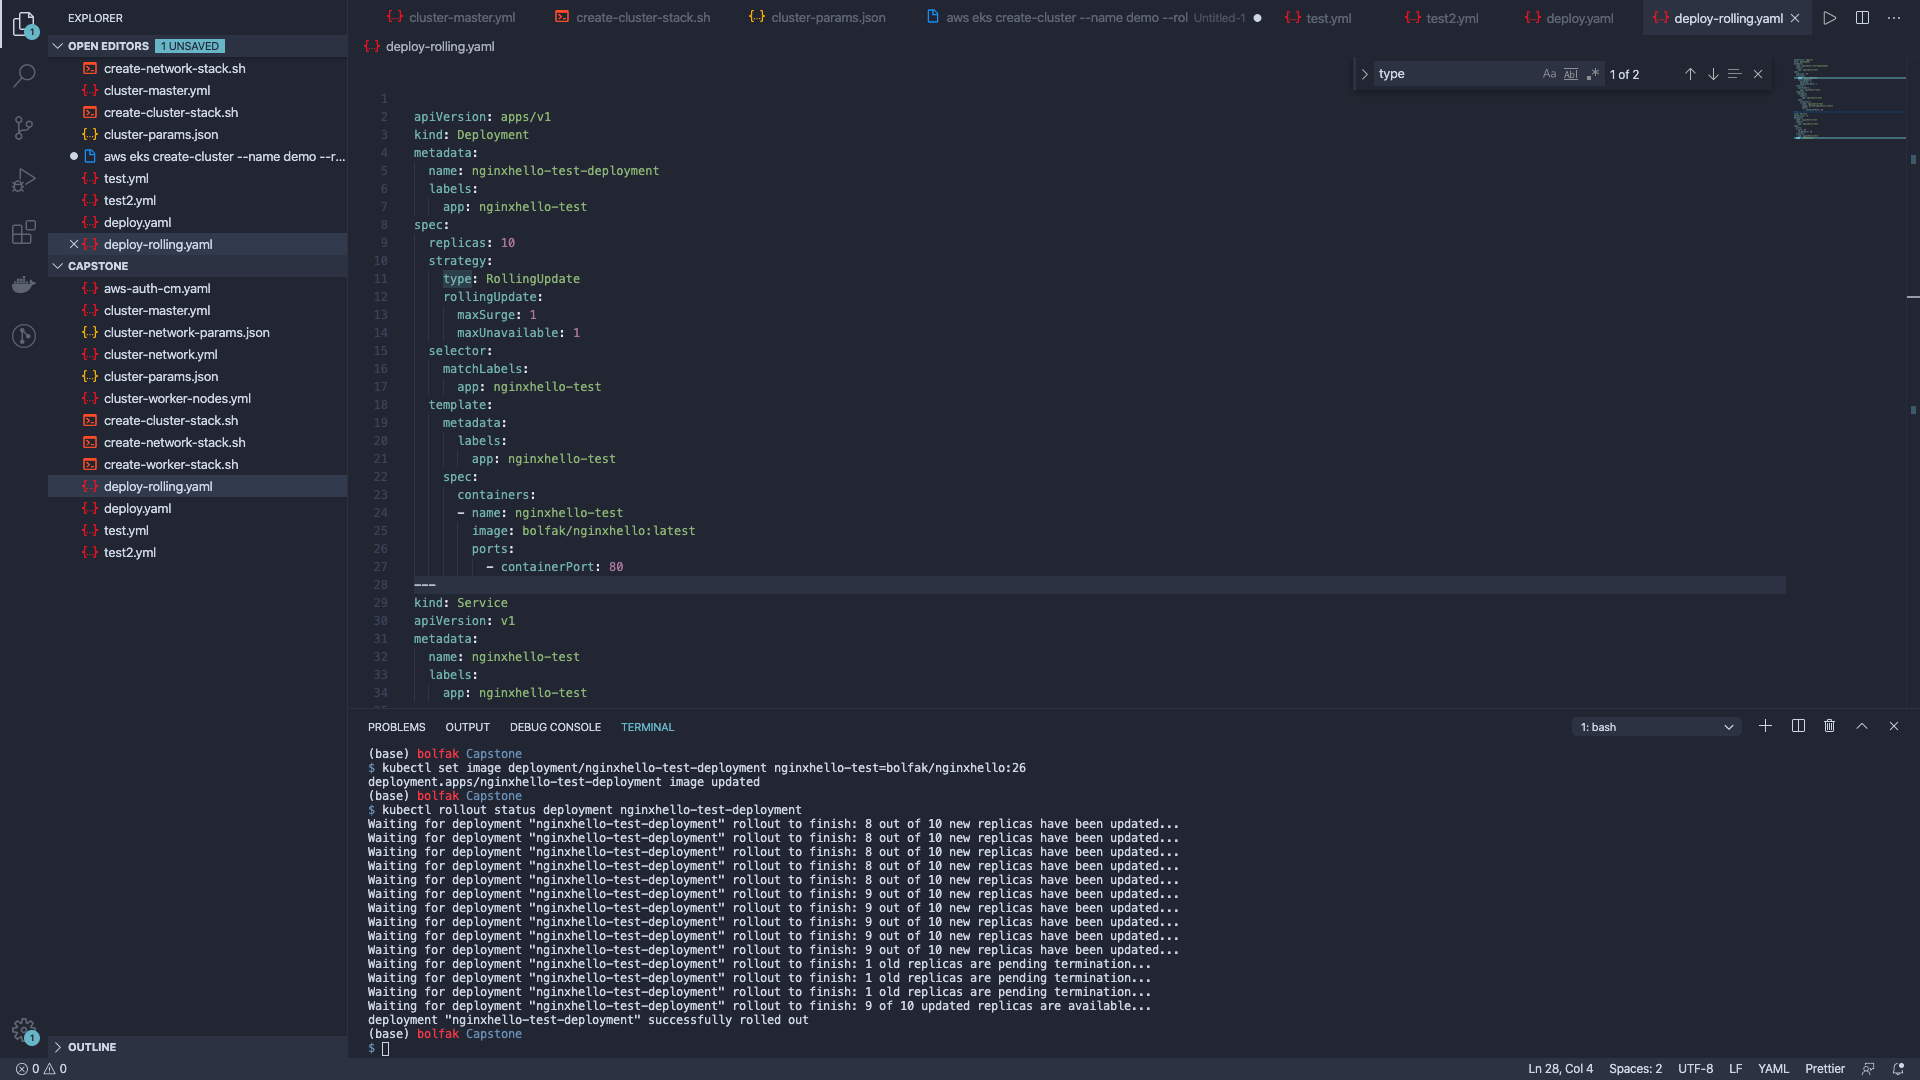 EXPLORER
OPEN EDITORS 1 UNSAVED
create-network-stack.sh
cluster-master.yml
create-cluster-stack.sh
cluster-params.json
aws eks create-cluster --name demo --r...
test.yml
test2.yml
deploy.yaml
deploy-rolling.yaml
CAPSTONE
aws-auth-cm.yaml
cluster-master.yml
cluster-network-params.json
cluster-network.yml
cluster-params.json
cluster-worker-nodes.yml
create-cluster-stack.sh
create-network-stack.sh
create-worker-stack.sh
deploy-rolling.yaml
deploy.yaml
test.yml
test2.yml
OUTLINE
cluster-master.yml create-cluster-stack.sh cluster-params.json aws eks create-cluster --name demo --rol Untitled-1 test.yml test2.yml deploy.yaml deploy-rolling.yaml
deploy-rolling.yaml
type Aa Abl .* 1 of 2
1
2 apiVersion: apps/v1
3 kind: Deployment
4 metadata:
5 name: nginxhello-test-deployment
6 labels:
7 app: nginxhello-test
8 spec:
9 replicas: 10
10 strategy:
11 type: RollingUpdate
12 rollingUpdate:
13 maxSurge: 1
14 maxUnavailable: 1
15 selector:
16 matchLabels:
17 app: nginxhello-test
18 template:
19 metadata:
20 labels:
21 app: nginxhello-test
22 spec:
23 containers:
24 - name: nginxhello-test
25 image: bolfak/nginxhello:latest
26 ports:
27 - containerPort: 80
28 ---
29 kind: Service
30 apiVersion: v1
31 metadata:
32 name: nginxhello-test
33 labels:
34 app: nginxhello-test
PROBLEMS OUTPUT DEBUG CONSOLE TERMINAL 1: bash
(base) bolfak Capstone
$ kubectl set image deployment/nginxhello-test-deployment nginxhello-test=bolfak/nginxhello:26
deployment.apps/nginxhello-test-deployment image updated
(base) bolfak Capstone
$ kubectl rollout status deployment nginxhello-test-deployment
Waiting for deployment "nginxhello-test-deployment" rollout to finish: 8 out of 10 new replicas have been updated...
Waiting for deployment "nginxhello-test-deployment" rollout to finish: 8 out of 10 new replicas have been updated...
Waiting for deployment "nginxhello-test-deployment" rollout to finish: 8 out of 10 new replicas have been updated...
Waiting for deployment "nginxhello-test-deployment" rollout to finish: 8 out of 10 new replicas have been updated...
Waiting for deployment "nginxhello-test-deployment" rollout to finish: 8 out of 10 new replicas have been updated...
Waiting for deployment "nginxhello-test-deployment" rollout to finish: 9 out of 10 new replicas have been updated...
Waiting for deployment "nginxhello-test-deployment" rollout to finish: 9 out of 10 new replicas have been updated...
Waiting for deployment "nginxhello-test-deployment" rollout to finish: 9 out of 10 new replicas have been updated...
Waiting for deployment "nginxhello-test-deployment" rollout to finish: 9 out of 10 new replicas have been updated...
Waiting for deployment "nginxhello-test-deployment" rollout to finish: 9 out of 10 new replicas have been updated...
Waiting for deployment "nginxhello-test-deployment" rollout to finish: 1 old replicas are pending termination...
Waiting for deployment "nginxhello-test-deployment" rollout to finish: 1 old replicas are pending termination...
Waiting for deployment "nginxhello-test-deployment" rollout to finish: 1 old replicas are pending termination...
Waiting for deployment "nginxhello-test-deployment" rollout to finish: 9 of 10 updated replicas are available...
deployment "nginxhello-test-deployment" successfully rolled out
(base) bolfak Capstone
$
0 0 Ln 28, Col 4 Spaces: 2 UTF-8 LF YAML Prettier